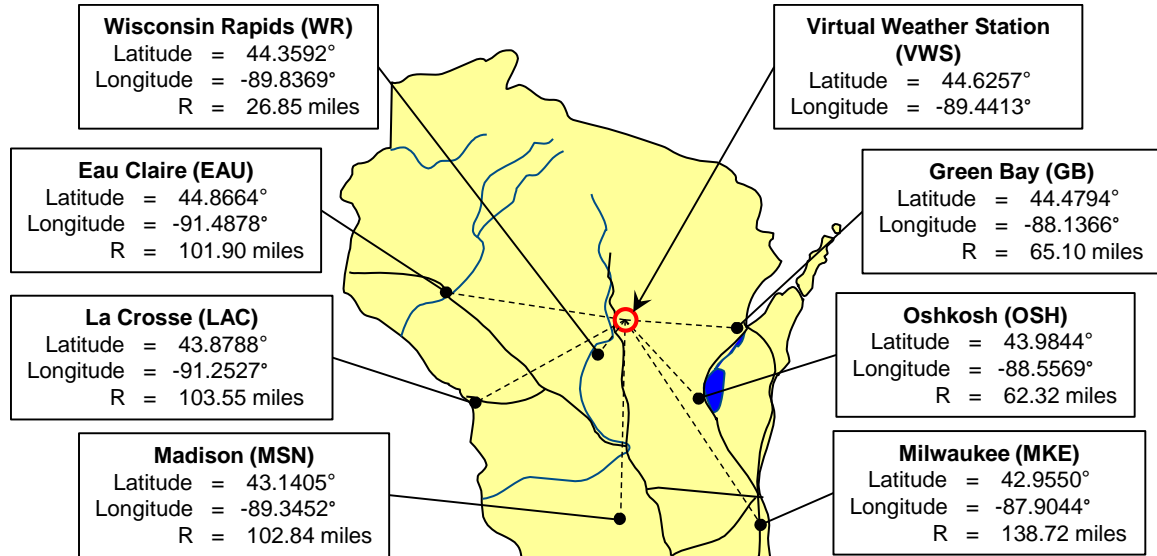 Wisconsin Rapids (WR)
Latitude = 44.3592°
Longitude = -89.8369°
R = 26.85 miles
Virtual Weather Station
(VWS)
Latitude = 44.6257°
Longitude = -89.4413°
Eau Claire (EAU)
Latitude = 44.8664°
Longitude = -91.4878°
R = 101.90 miles
Green Bay (GB)
Latitude = 44.4794°
Longitude = -88.1366°
R = 65.10 miles
La Crosse (LAC)
Latitude = 43.8788°
Longitude = -91.2527°
R = 103.55 miles
Oshkosh (OSH)
Latitude = 43.9844°
Longitude = -88.5569°
R = 62.32 miles
Madison (MSN)
Latitude = 43.1405°
Longitude = -89.3452°
R = 102.84 miles
Milwaukee (MKE)
Latitude = 42.9550°
Longitude = -87.9044°
R = 138.72 miles